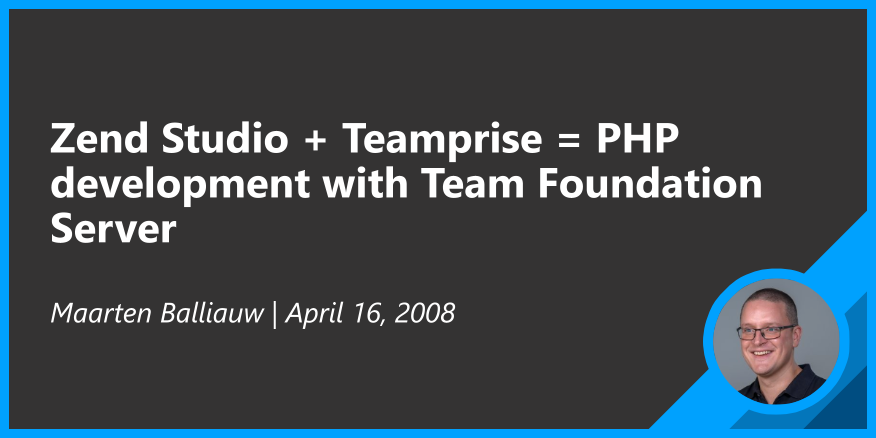 Zend Studio + Teamprise = PHP
development with Team Foundation
Server
Maarten Balliauw | April 16, 2008